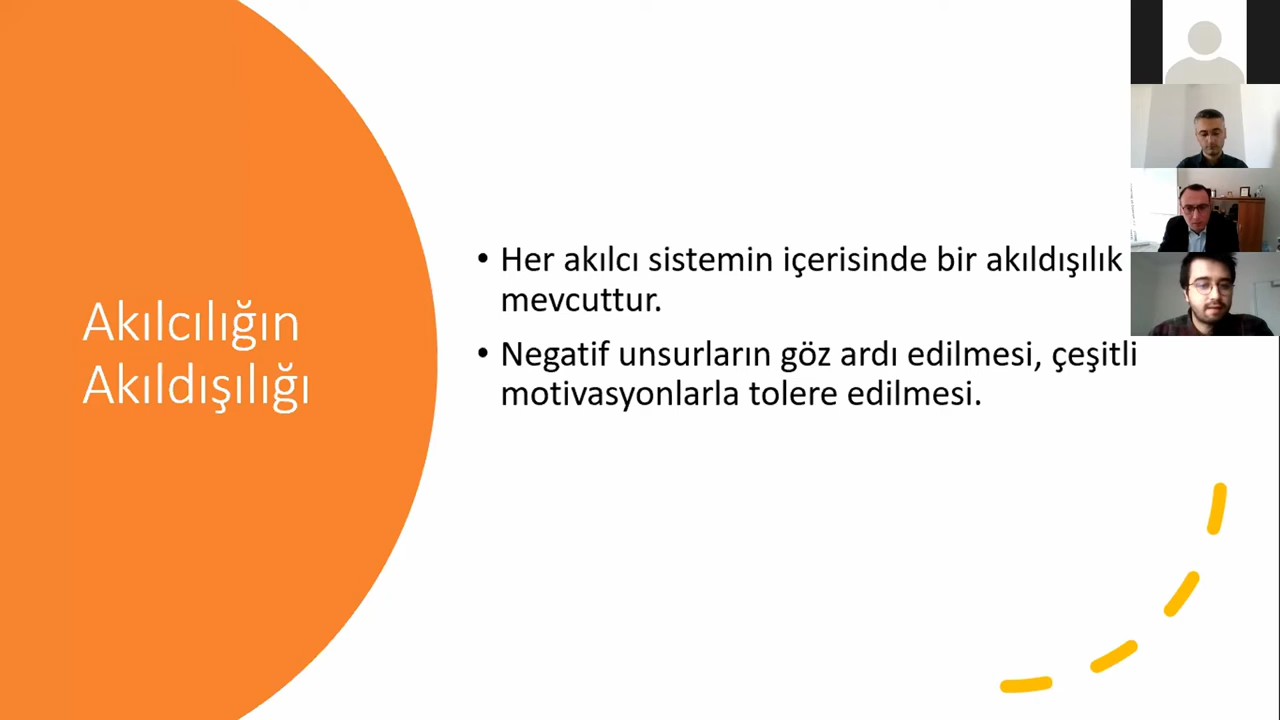 Akılcılığın
Akıldışılığı
• Her akılcı sistemin içerisinde bir akıldışılık
mevcuttur.
• Negatif unsurların göz ardı edilmesi, çeşitli
motivasyonlarla tolere edilmesi.